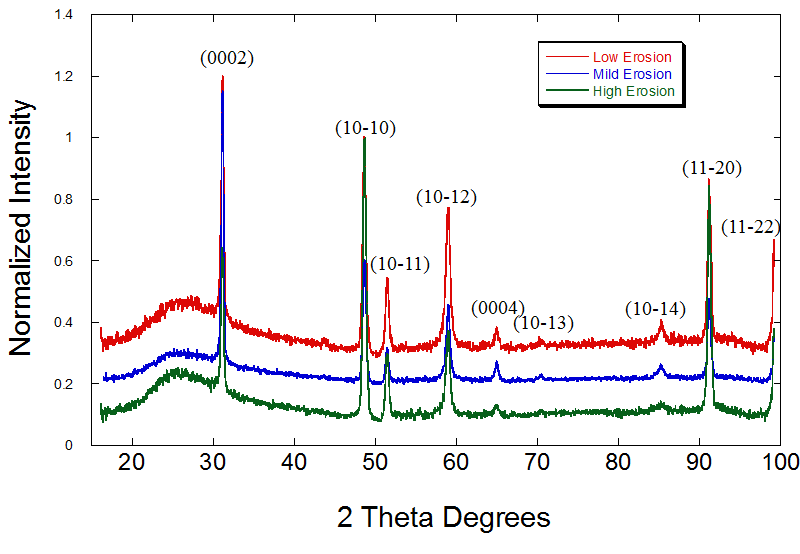 1.4
1.2
1
0.8
0.6
0.4
0.2
0
Normalized Intensity
(0002)
(10-10)
(10-11)
(10-12)
(0004)
(10-13)
(10-14)
(11-20)
(11-22)
Low Erosion
Mild Erosion
High Erosion
20 30 40 50 60 70 80 90 100
2 Theta Degrees